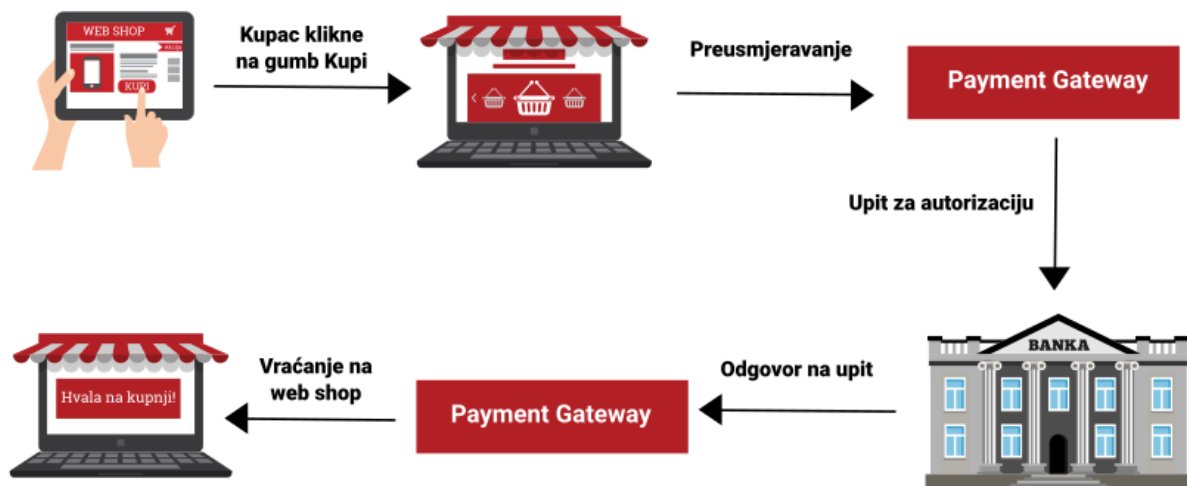 WEB SHOP
KUPI
Kupac klikne
na gumb Kupi
Preusmjeravanje
Payment Gateway
Upit za autorizaciju
BANKA
Odgovor na upit
Payment Gateway
Vraćanje na
web shop
Hvala na kupnji!